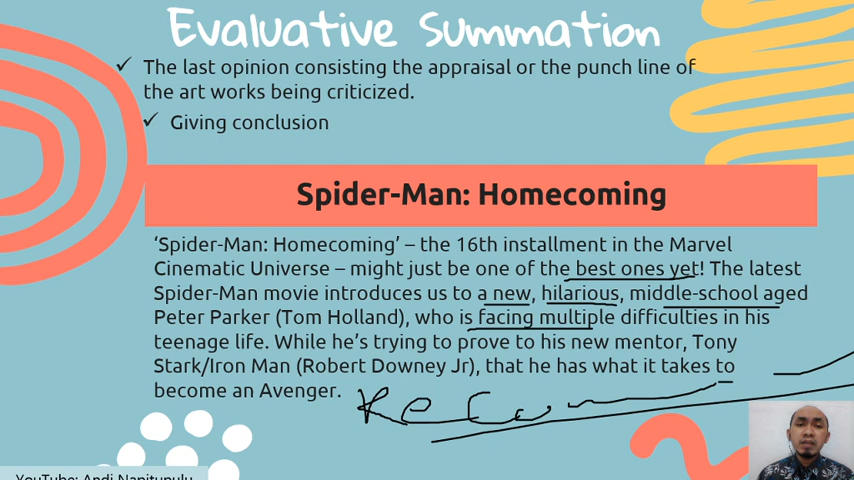 Evaluative Summation
✓ The last opinion consisting the appraisal or the punch line of
the art works being criticized.
✓ Giving conclusion
Spider-Man: Homecoming
‘Spider-Man: Homecoming’ – the 16th installment in the Marvel
Cinematic Universe – might just be one of the best ones yet! The latest
Spider-Man movie introduces us to a new, hilarious, middle-school aged
Peter Parker (Tom Holland), who is facing multiple difficulties in his
teenage life. While he’s trying to prove to his new mentor, Tony
Stark/Iron Man (Robert Downey Jr), that he has what it takes to
become an Avenger.
YouTube: Andi Napitupulu